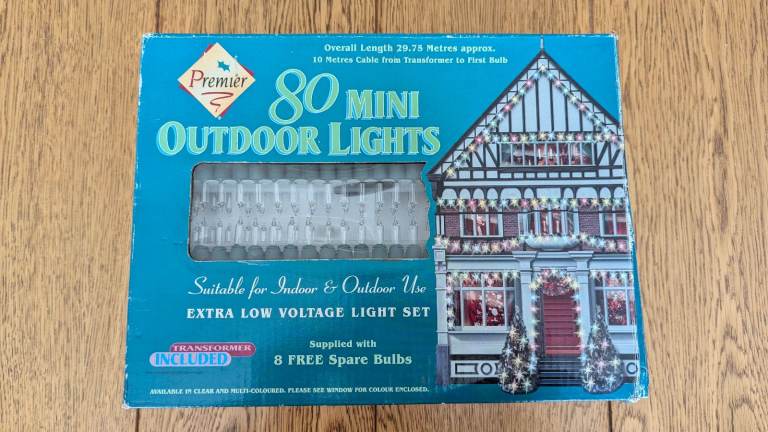 Overall Length 29.75 Metres approx.
10 Metres Cable from Transformer to First Bulb
Premier
80 MINI
OUTDOOR LIGHTS
Suitable for Indoor & Outdoor Use
EXTRA LOW VOLTAGE LIGHT SET
TRANSFORMER
INCLUDED
Supplied with
8 FREE Spare Bulbs
AVAILABLE IN CLEAR AND MULTI-COLOURED. PLEASE SEE WINDOW FOR COLOUR ENCLOSED.